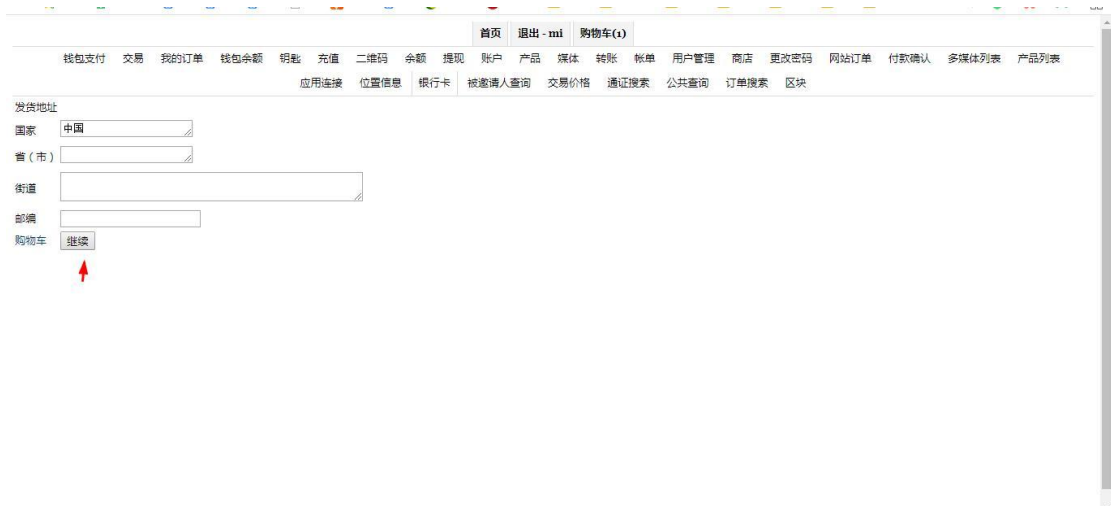 首页 退出 - mi 购物车(1)
钱包支付 交易 我的订单 钱包余额 钥匙 充值 二维码 余额 提现 账户 产品 媒体 转账 帐单 用户管理 商店 更改密码 网站订单 付款确认 多媒体列表 产品列表
应用连接 位置信息 银行卡 被邀请人查询 交易价格 通证搜索 公共查询 订单搜索 区块
发货地址
国家 中国
省（市）
街道
邮编
购物车 继续